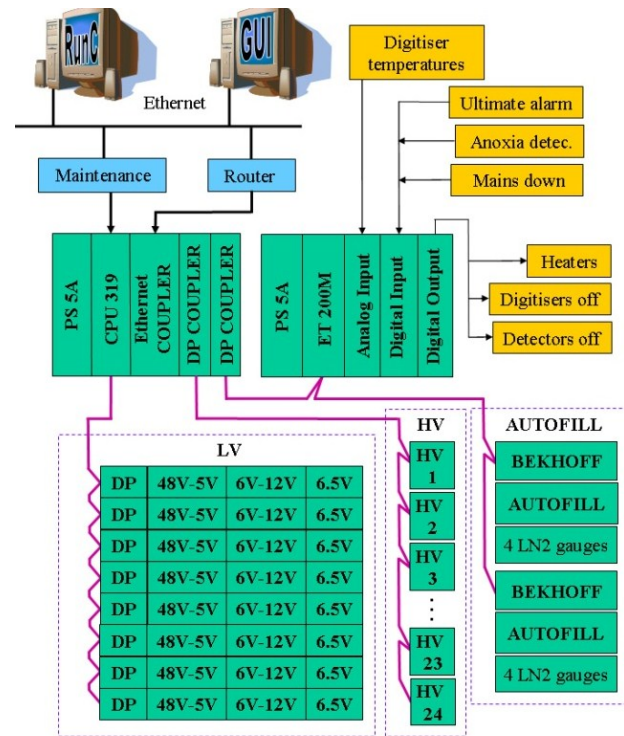 RunC
GUI
Ethernet
Digitiser
temperatures
Ultimate alarm
Anoxia detec.
Mains down
Maintenance
Router
PS 5A
CPU 319
Ethernet
COUPLER
DP COUPLER
DP COUPLER
PS 5A
ET 200M
Analog Input
Digital Input
Digital Output
Heaters
Digitisers off
Detectors off
LV
DP 48V-5V 6V-12V 6.5V
DP 48V-5V 6V-12V 6.5V
DP 48V-5V 6V-12V 6.5V
DP 48V-5V 6V-12V 6.5V
DP 48V-5V 6V-12V 6.5V
DP 48V-5V 6V-12V 6.5V
DP 48V-5V 6V-12V 6.5V
DP 48V-5V 6V-12V 6.5V
HV
HV
1
HV
2
HV
3
⋮
HV
23
HV
24
AUTOFILL
BEKHOFF
AUTOFILL
4 LN2 gauges
BEKHOFF
AUTOFILL
4 LN2 gauges